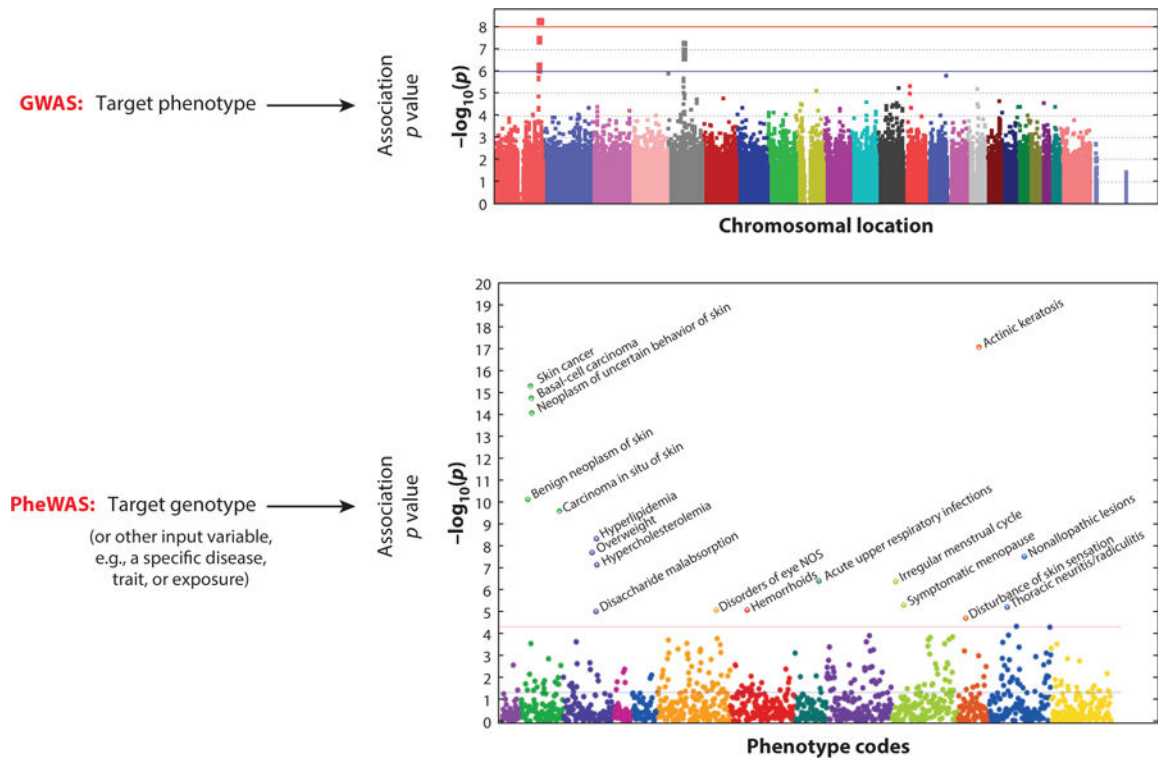 GWAS: Target phenotype
Association
p value
–log10(p)
8
7
6
5
4
3
2
1
0
Chromosomal location
PheWAS: Target genotype
(or other input variable,
e.g., a specific disease,
trait, or exposure)
Association
p value
–log10(p)
20
19
18
17
16
15
14
13
12
11
10
9
8
7
6
5
4
3
2
1
0
Skin cancer
Basal-cell carcinoma
Neoplasm of uncertain behavior of skin
Actinic keratosis
Benign neoplasm of skin
Carcinoma in situ of skin
Hyperlipidemia
Overweight
Hypercholesterolemia
Disaccharide malabsorption
Disorders of eye NOS
Hemorrhoids
Acute upper respiratory infections
Irregular menstrual cycle
Symptomatic menopause
Nonallopathic lesions
Disturbance of skin sensation
Thoracic neuritis/radiculitis
Phenotype codes